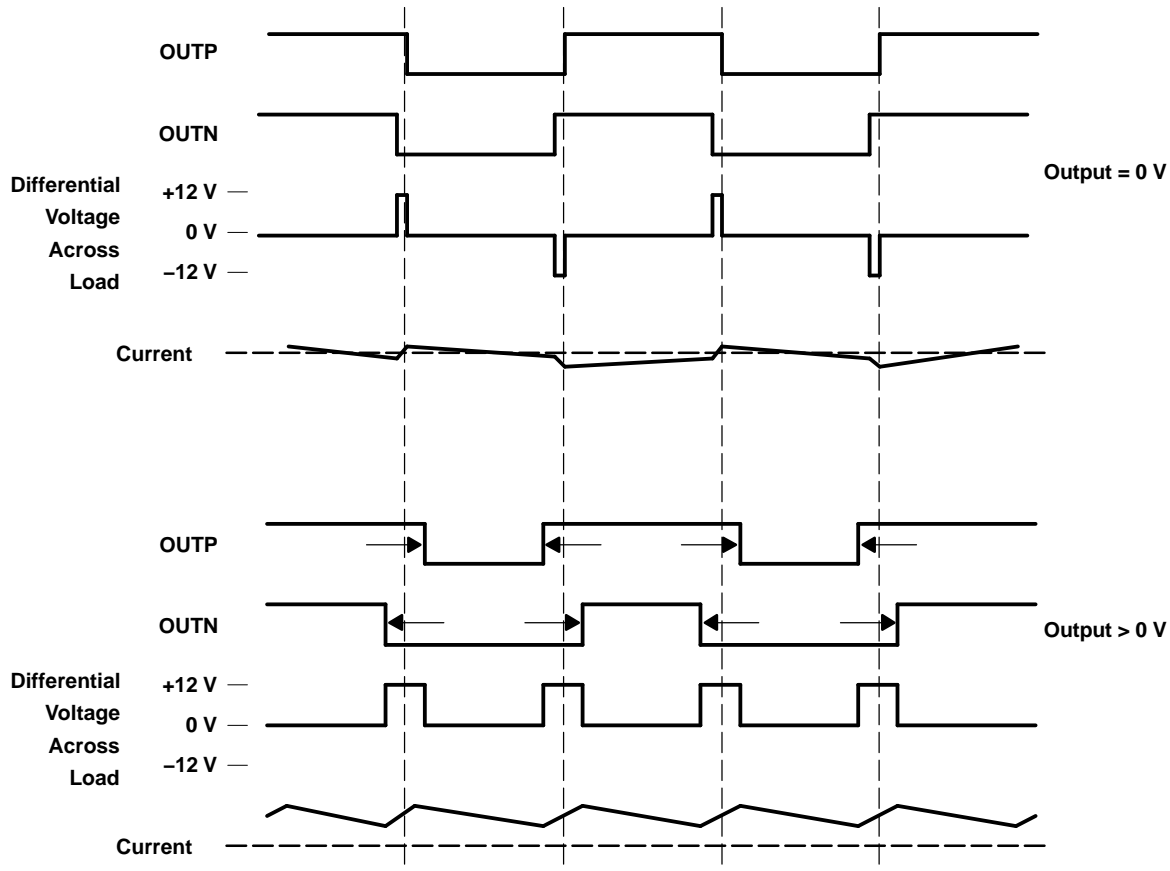 OUTP
OUTN
Output = 0 V
Differential
Voltage
Across
Load
+12 V
0 V
–12 V
Current
OUTP
OUTN
Output > 0 V
Differential
Voltage
Across
Load
+12 V
0 V
–12 V
Current